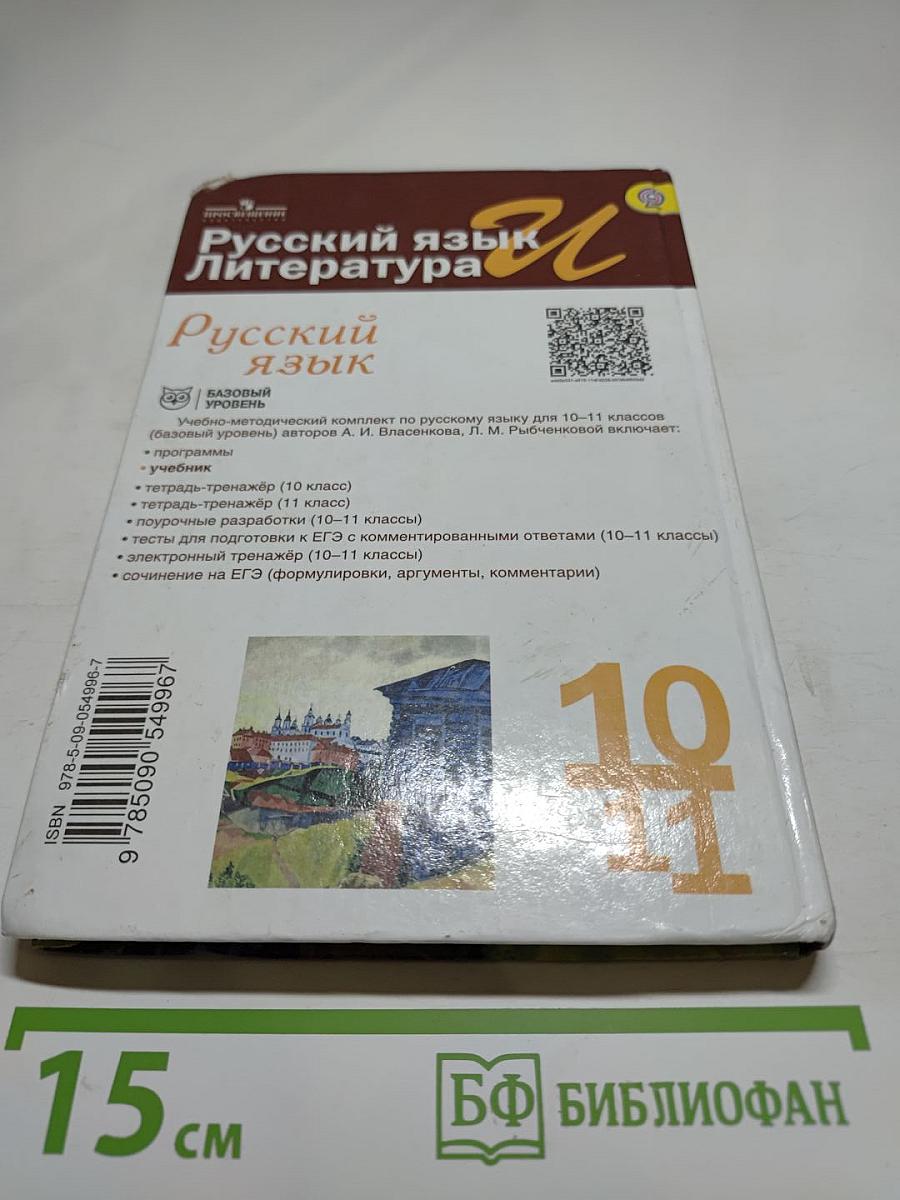 ПРОСВЕЩЕНИЕ
Русский язык И
Литература
Русский
язык
БАЗОВЫЙ
УРОВЕНЬ
Учебно-методический комплект по русскому языку для 10–11 классов
(базовый уровень) авторов А. И. Власенкова, Л. М. Рыбченковой включает:
• программы
• учебник
• тетрадь-тренажёр (10 класс)
• тетрадь-тренажёр (11 класс)
• поурочные разработки (10–11 классы)
• тесты для подготовки к ЕГЭ с комментированными ответами (10–11 классы)
• электронный тренажёр (10–11 классы)
• сочинение на ЕГЭ (формулировки, аргументы, комментарии)
ISBN 978-5-09-054996-7
9 785090 549967
10
11
15 см
БФ БИБЛИОФАН